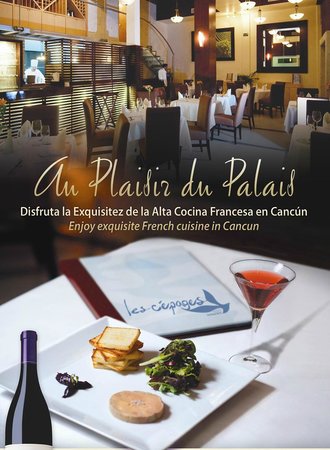 Au Plaisir du Palais
Disfruta la Exquisitez de la Alta Cocina Francesa en Cancún
Enjoy exquisite French cuisine in Cancun
les cépages